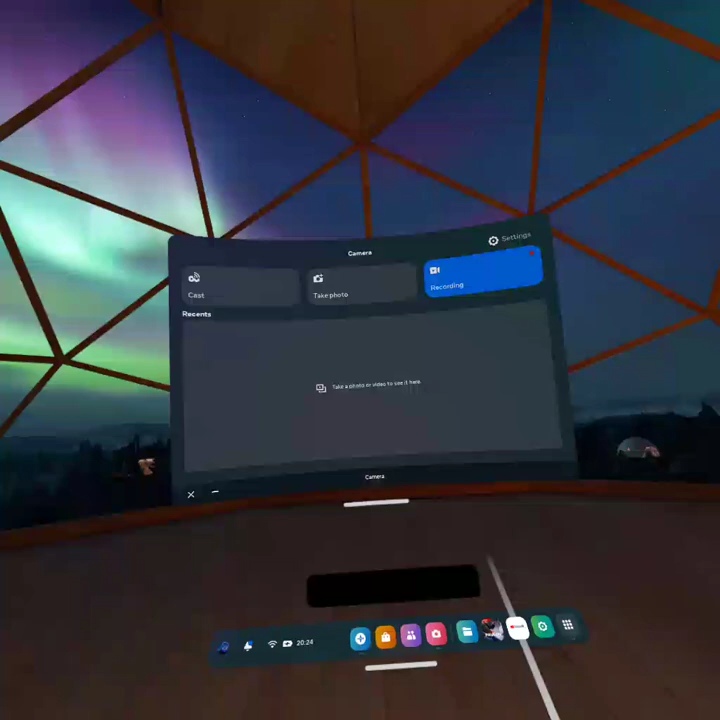 Camera
Settings
Cast
Take photo
Recording
Recents
Take a photo or video to see it here.
Camera
20:24